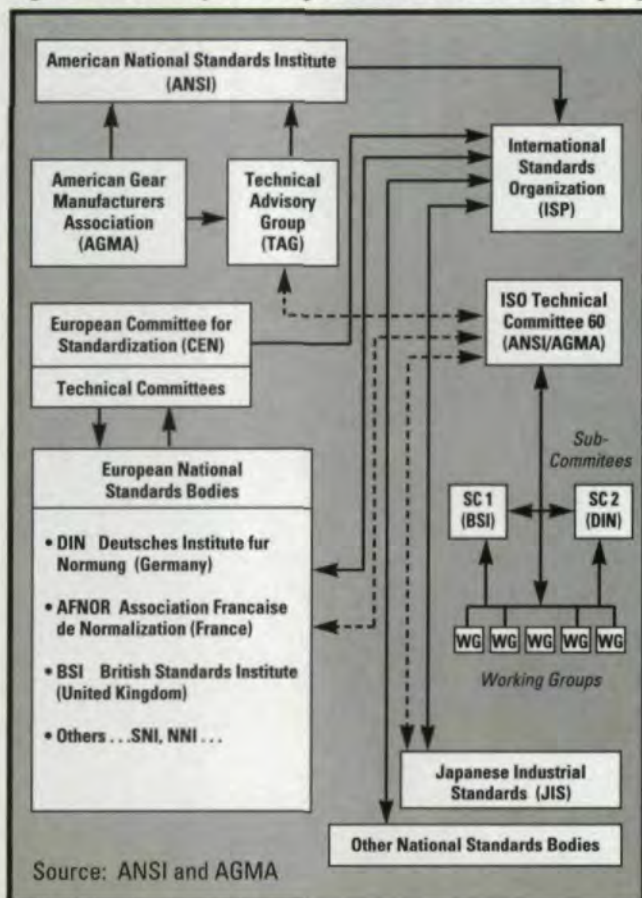 American National Standards Institute
(ANSI)
American Gear
Manufacturers
Association
(AGMA)
Technical
Advisory
Group
(TAG)
International
Standards
Organization
(ISP)
European Committee for
Standardization (CEN)
Technical Committees
ISO Technical
Committee 60
(ANSI/AGMA)
European National
Standards Bodies
• DIN Deutsches Institute fur
Normung (Germany)
• AFNOR Association Francaise
de Normalization (France)
• BSI British Standards Institute
(United Kingdom)
• Others . . . SNI, NNI . . .
Sub-
Commitees
SC 1
(BSI)
SC 2
(DIN)
WG WG WG WG WG
Working Groups
Japanese Industrial
Standards (JIS)
Other National Standards Bodies
Source: ANSI and AGMA